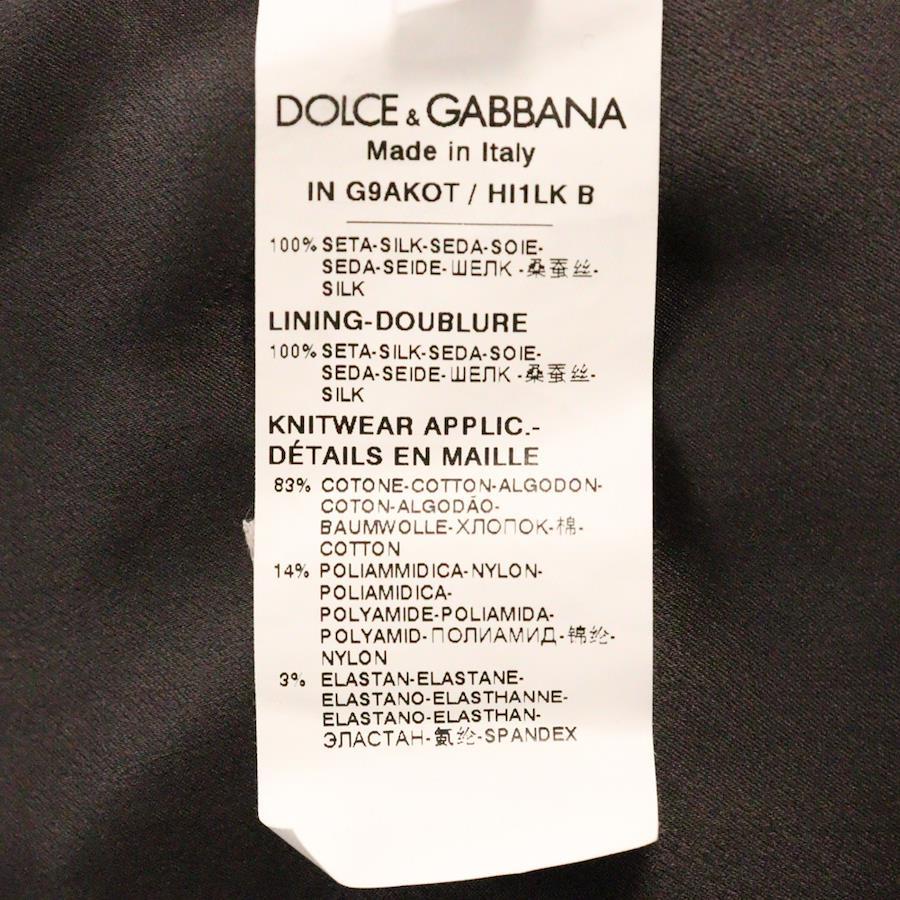 DOLCE & GABBANA
Made in Italy
IN G9AKOT / HI1LK B
100% SETA-SILK-SEDA-SOIE-
SEDA-SEIDE-ШЕЛК -桑蚕丝-
SILK
LINING-DOUBLURE
100% SETA-SILK-SEDA-SOIE-
SEDA-SEIDE-ШЕЛК -桑蚕丝-
SILK
KNITWEAR APPLIC.-
DÉTAILS EN MAILLE
83% COTONE-COTTON-ALGODON-
COTON-ALGODÃO-
BAUMWOLLE-ХЛОПОК-棉-
COTTON
14% POLIAMMIDICA-NYLON-
POLIAMIDICA-
POLYAMIDE-POLIAMIDA-
POLYAMID-ПОЛИАМИД-锦纶-
NYLON
3% ELASTAN-ELASTANE-
ELASTANO-ELASTHANNE-
ELASTANO-ELASTHAN-
ЭЛАСТАН-氨纶-SPANDEX